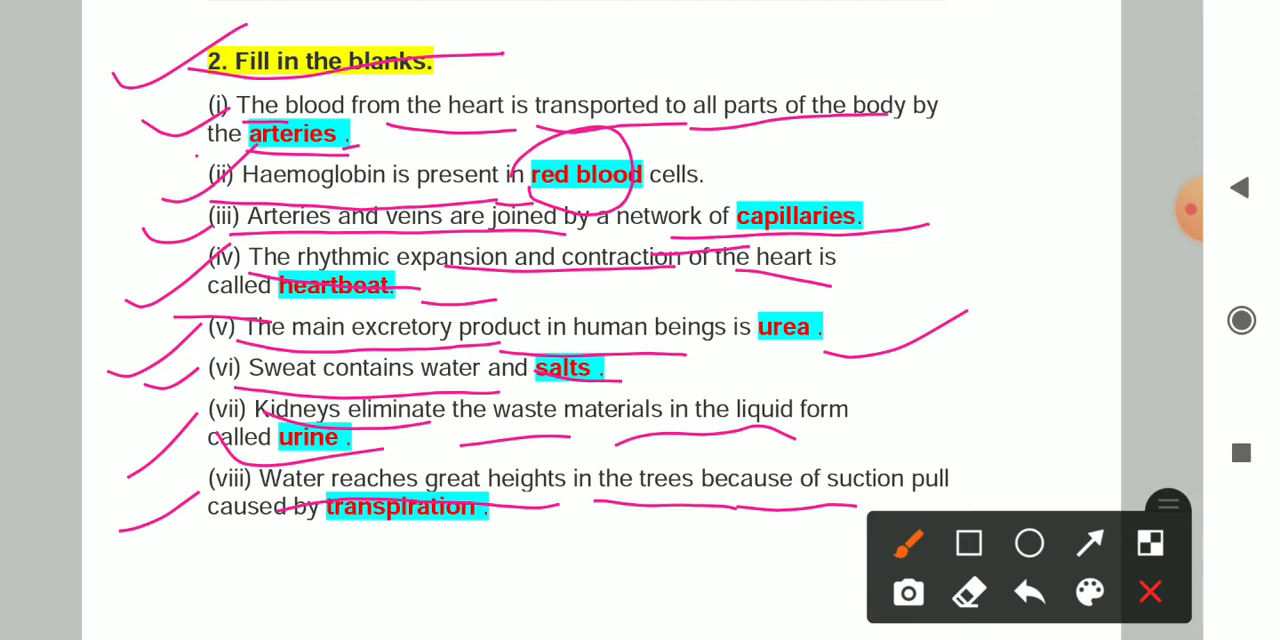 2. Fill in the blanks.
(i) The blood from the heart is transported to all parts of the body by
the arteries .
(ii) Haemoglobin is present in red blood cells.
(iii) Arteries and veins are joined by a network of capillaries.
(iv) The rhythmic expansion and contraction of the heart is
called heartbeat.
(v) The main excretory product in human beings is urea .
(vi) Sweat contains water and salts .
(vii) Kidneys eliminate the waste materials in the liquid form
called urine .
(viii) Water reaches great heights in the trees because of suction pull
caused by transpiration .